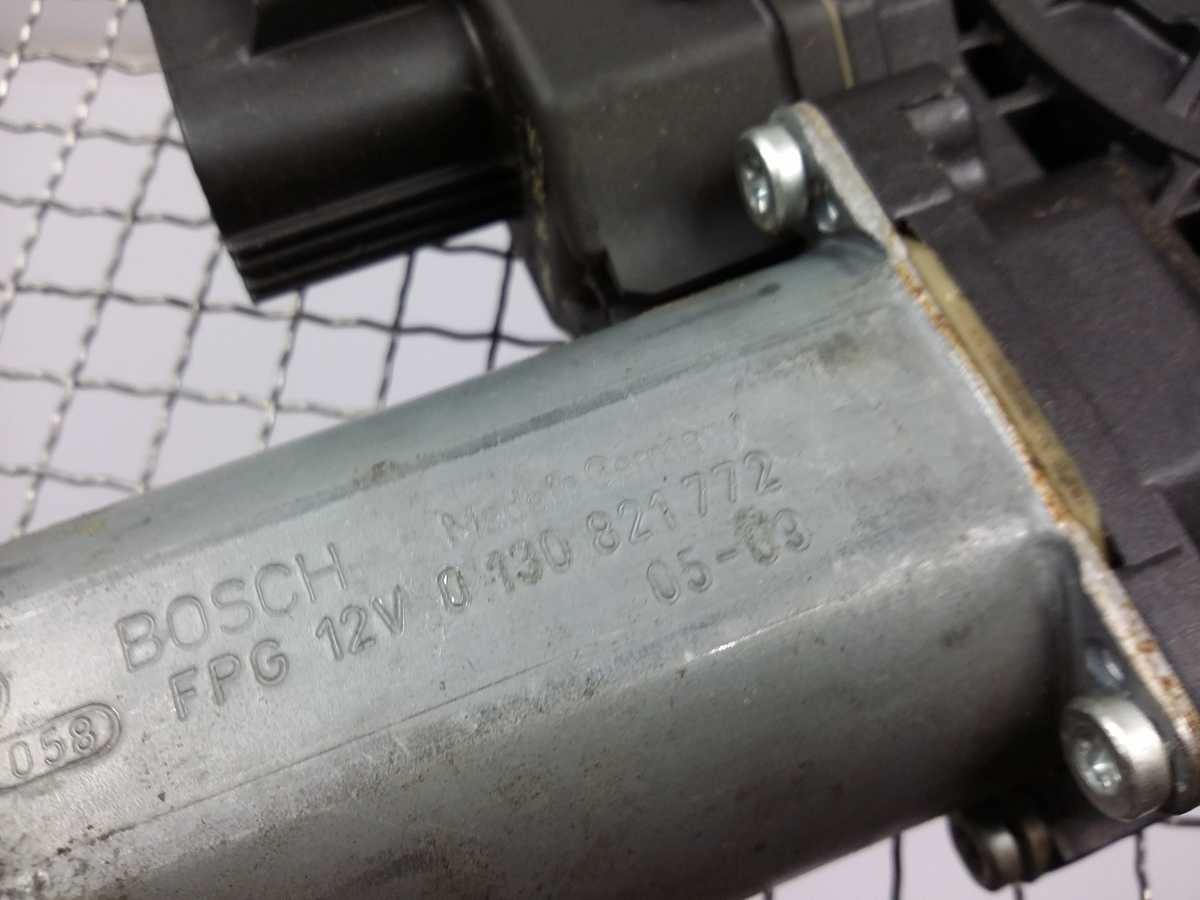 Made in Germany
BOSCH
FPG 12V 0 130 821 772
05-03
058